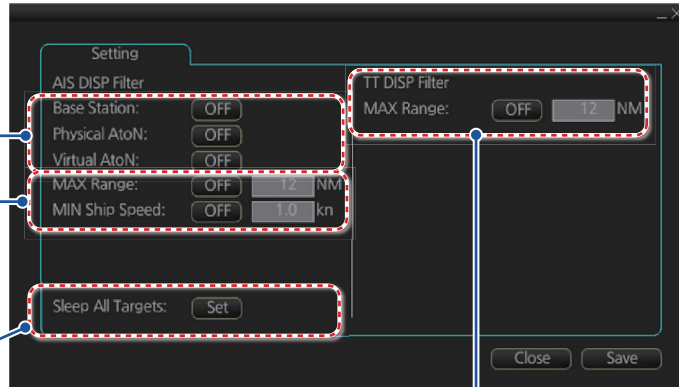 Setting
AIS DISP Filter
Base Station: OFF
Physical AtoN: OFF
Virtual AtoN: OFF
MAX Range: OFF 12 NM
MIN Ship Speed: OFF 1.0 kn
Sleep All Targets: Set
TT DISP Filter
MAX Range: OFF 12 NM
Close Save